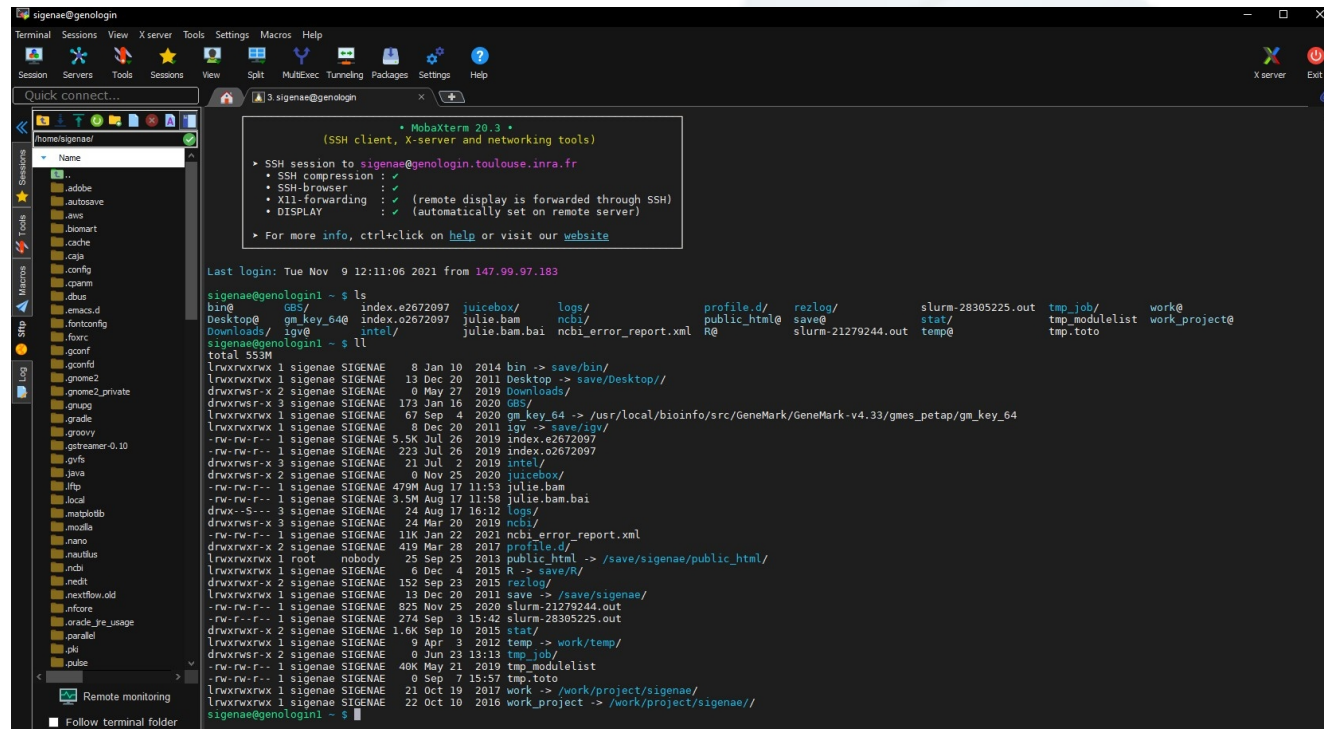 sigenae@genologin
Terminal Sessions View X server Tools Settings Macros Help
Session Servers Tools Sessions View Split MultiExec Tunneling Packages Settings Help X server Exit
Quick connect...
3. sigenae@genologin
/home/sigenae/
Name
..
.adobe
.autosave
.aws
.biomart
.cache
.caja
.config
.cpanm
.dbus
.emacs.d
.fontconfig
.foxrc
.gconf
.gconfd
.gnome2
.gnome2_private
.gnupg
.gradle
.groovy
.gstreamer-0.10
.gvfs
.java
.lftp
.local
.matplotlib
.mozilla
.nano
.nautilus
.ncbi
.nedit
.nextflow.old
.nfcore
.oracle_jre_usage
.parallel
.pki
.pulse
Remote monitoring
Follow terminal folder
Sessions
Tools
Macros
Sftp
Log
• MobaXterm 20.3 •
(SSH client, X-server and networking tools)
➤ SSH session to sigenae@genologin.toulouse.inra.fr
• SSH compression : ✔
• SSH-browser : ✔
• X11-forwarding : ✔ (remote display is forwarded through SSH)
• DISPLAY : ✔ (automatically set on remote server)
➤ For more info, ctrl+click on help or visit our website
Last login: Tue Nov 9 12:11:06 2021 from 147.99.97.183
sigenae@genologin1 ~ $ ls
bin@ GBS/ index.e2672097 juicebox/ logs/ profile.d/ rezlog/ slurm-28305225.out tmp_job/ work@
Desktop@ gm_key_64@ index.o2672097 julie.bam ncbi/ public_html@ save@ stat/ tmp_modulelist work_project@
Downloads/ igv@ intel/ julie.bam.bai ncbi_error_report.xml R@ slurm-21279244.out temp@ tmp.toto
sigenae@genologin1 ~ $ ll
total 553M
lrwxrwxrwx 1 sigenae SIGENAE 8 Jan 10 2014 bin -> save/bin/
lrwxrwxrwx 1 sigenae SIGENAE 13 Dec 20 2011 Desktop -> save/Desktop//
drwxrwsr-x 2 sigenae SIGENAE 0 May 27 2019 Downloads/
drwxrwsr-x 3 sigenae SIGENAE 173 Jan 16 2020 GBS/
lrwxrwxrwx 1 sigenae SIGENAE 67 Sep 4 2020 gm_key_64 -> /usr/local/bioinfo/src/GeneMark/GeneMark-v4.33/gmes_petap/gm_key_64
lrwxrwxrwx 1 sigenae SIGENAE 8 Dec 20 2011 igv -> save/igv/
-rw-rw-r-- 1 sigenae SIGENAE 5.5K Jul 26 2019 index.e2672097
-rw-rw-r-- 1 sigenae SIGENAE 223 Jul 26 2019 index.o2672097
drwxrwsr-x 3 sigenae SIGENAE 21 Jul 2 2019 intel/
drwxrwsr-x 2 sigenae SIGENAE 0 Nov 25 2020 juicebox/
-rw-rw-r-- 1 sigenae SIGENAE 479M Aug 17 11:53 julie.bam
-rw-rw-r-- 1 sigenae SIGENAE 3.5M Aug 17 11:58 julie.bam.bai
drwx--S--- 3 sigenae SIGENAE 24 Aug 17 16:12 logs/
drwxrwsr-x 3 sigenae SIGENAE 24 Mar 20 2019 ncbi/
-rw-rw-r-- 1 sigenae SIGENAE 11K Jan 22 2021 ncbi_error_report.xml
drwxrwxr-x 2 sigenae SIGENAE 419 Mar 28 2017 profile.d/
lrwxrwxrwx 1 root nobody 25 Sep 25 2013 public_html -> /save/sigenae/public_html/
lrwxrwxrwx 1 sigenae SIGENAE 6 Dec 4 2015 R -> save/R/
drwxrwxr-x 2 sigenae SIGENAE 152 Sep 23 2015 rezlog/
lrwxrwxrwx 1 sigenae SIGENAE 13 Dec 20 2011 save -> /save/sigenae/
-rw-rw-r-- 1 sigenae SIGENAE 825 Nov 25 2020 slurm-21279244.out
-rw-r--r-- 1 sigenae SIGENAE 274 Sep 3 15:42 slurm-28305225.out
drwxrwxr-x 2 sigenae SIGENAE 1.6K Sep 10 2015 stat/
lrwxrwxrwx 1 sigenae SIGENAE 9 Apr 3 2012 temp -> work/temp/
drwxrwsr-x 2 sigenae SIGENAE 0 Jun 23 13:13 tmp_job/
-rw-rw-r-- 1 sigenae SIGENAE 40K May 21 2019 tmp_modulelist
-rw-rw-r-- 1 sigenae SIGENAE 0 Sep 7 15:57 tmp.toto
lrwxrwxrwx 1 sigenae SIGENAE 21 Oct 19 2017 work -> /work/project/sigenae/
lrwxrwxrwx 1 sigenae SIGENAE 22 Oct 10 2016 work_project -> /work/project/sigenae//
sigenae@genologin1 ~ $